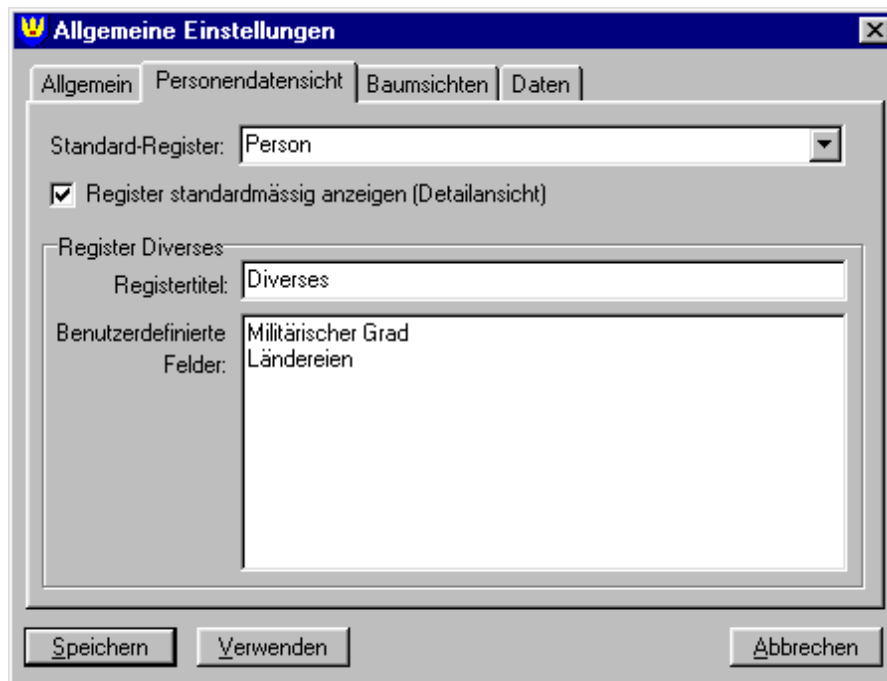 Allgemeine Einstellungen
Allgemein Personendatensicht Baumsichten Daten
Standard-Register: Person
Register standardmässig anzeigen (Detailansicht)
Register Diverses
Registertitel: Diverses
Benutzerdefinierte Militärischer Grad
Felder: Ländereien
Speichern Verwenden Abbrechen